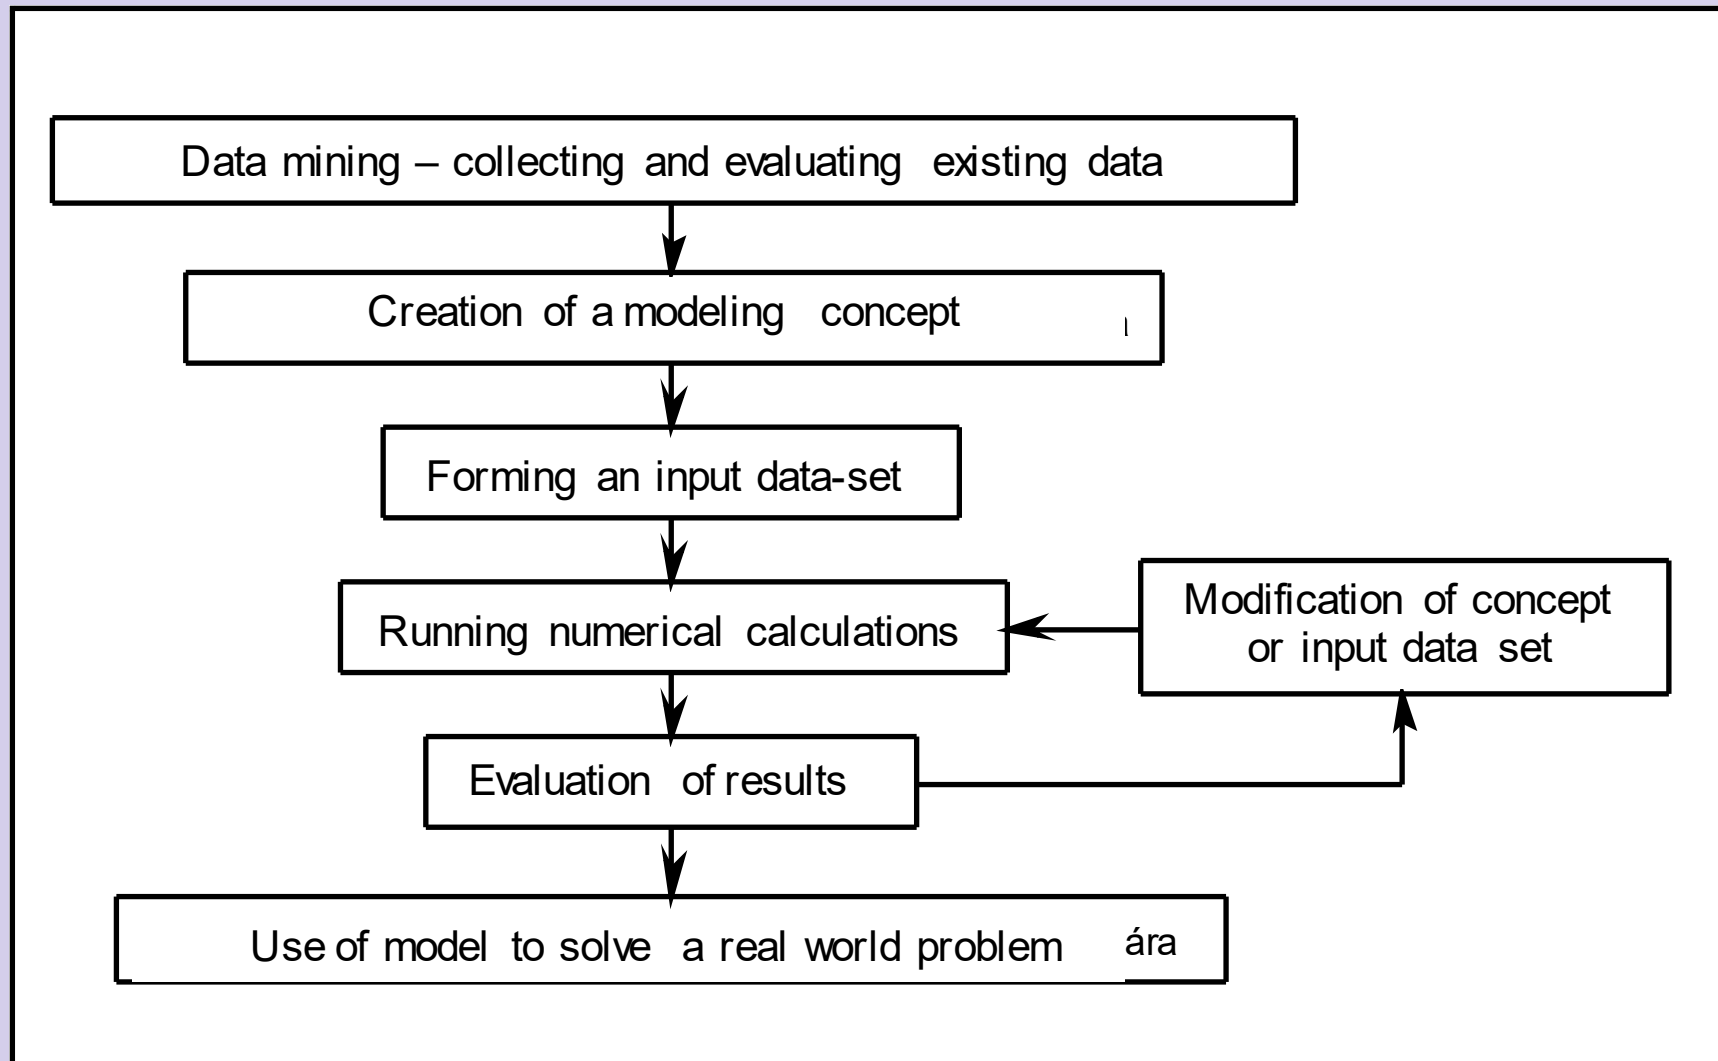 Data mining – collecting and evaluating existing data
Creation of a modeling concept
Forming an input data-set
Running numerical calculations
Modification of concept
or input data set
Evaluation of results
Use of model to solve a real world problem ára